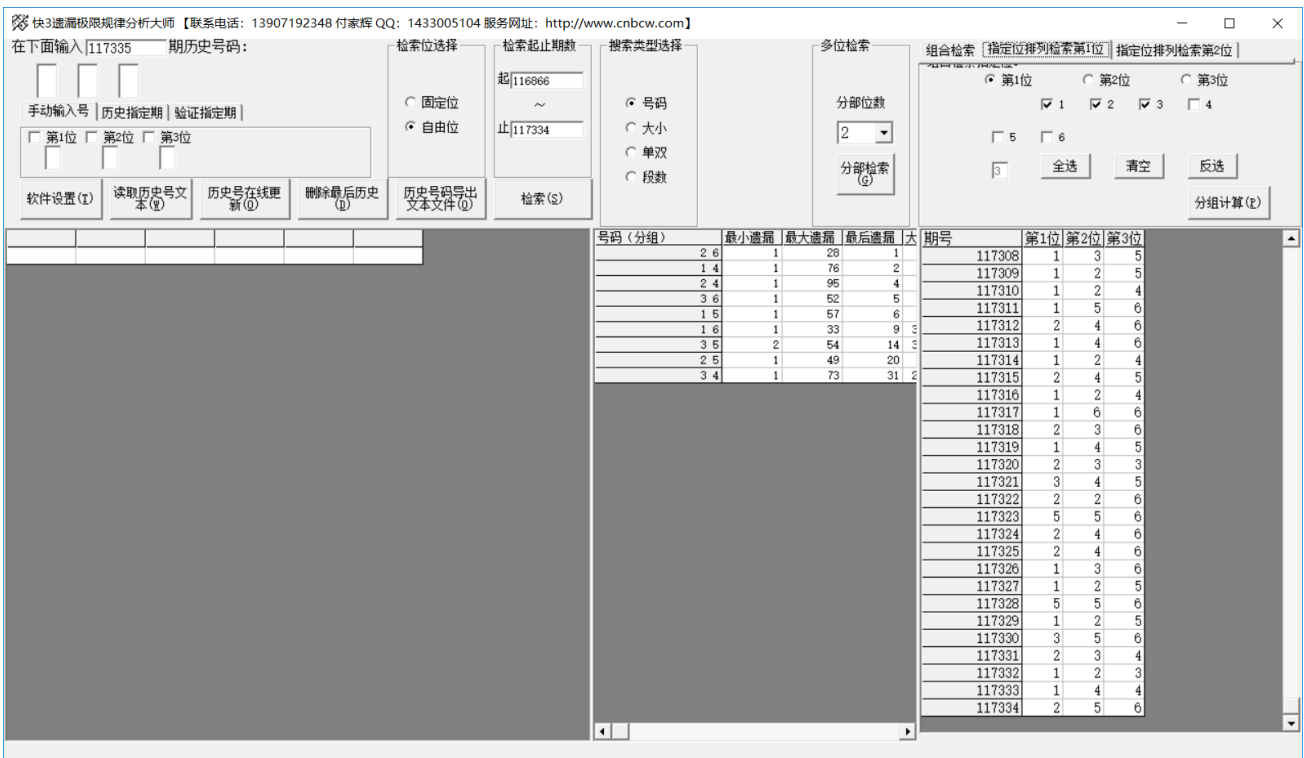 快3遗漏极限规律分析大师 【联系电话：13907192348 付家辉 QQ：1433005104 服务网址：http://www.cnbcw.com】
在下面输入 117335 期历史号码:
手动输入号 历史指定期 验证指定期
第1位 第2位 第3位
检索位选择
固定位
自由位
检索起止期数
起 116866
～
止 117334
搜索类型选择
号码
大小
单双
段数
多位检索
分部位数
2
分部检索
(G)
组合检索 指定位排列检索第1位 指定位排列检索第2位
第1位 第2位 第3位
1 2 3 4
5 6
3 全选 清空 反选
分组计算(P)
软件设置(I) 读取历史号文本(W) 历史号在线更新(O) 删除最后历史(D) 历史号码导出文本文件(O) 检索(S)
号码（分组） 最小遗漏 最大遗漏 最后遗漏 大
2 6 1 28 1
1 4 1 76 2
2 4 1 95 4
3 6 1 52 5
1 5 1 57 6
1 6 1 33 9 3
3 5 2 54 14 3
2 5 1 49 20
3 4 1 73 31 2
期号 第1位 第2位 第3位
117308 1 3 5
117309 1 2 5
117310 1 2 4
117311 1 5 6
117312 2 4 6
117313 1 4 6
117314 1 2 4
117315 2 4 5
117316 1 2 4
117317 1 6 6
117318 2 3 6
117319 1 4 5
117320 2 3 3
117321 3 4 5
117322 2 2 6
117323 5 5 6
117324 2 4 6
117325 2 4 6
117326 1 3 6
117327 1 2 5
117328 5 5 6
117329 1 2 5
117330 3 5 6
117331 2 3 4
117332 1 2 3
117333 1 4 4
117334 2 5 6